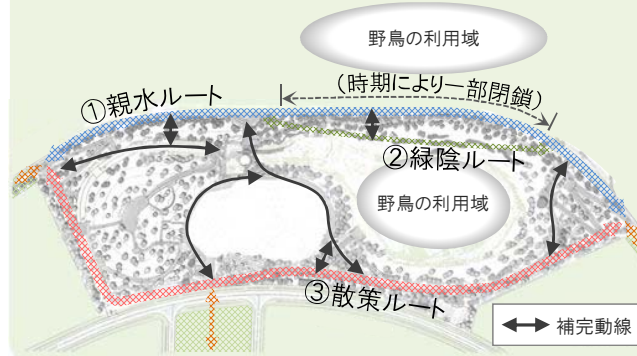 野鳥の利用域
(時期により一部閉鎖)
①親水ルート
②緑陰ルート
野鳥の利用域
③散策ルート
補完動線